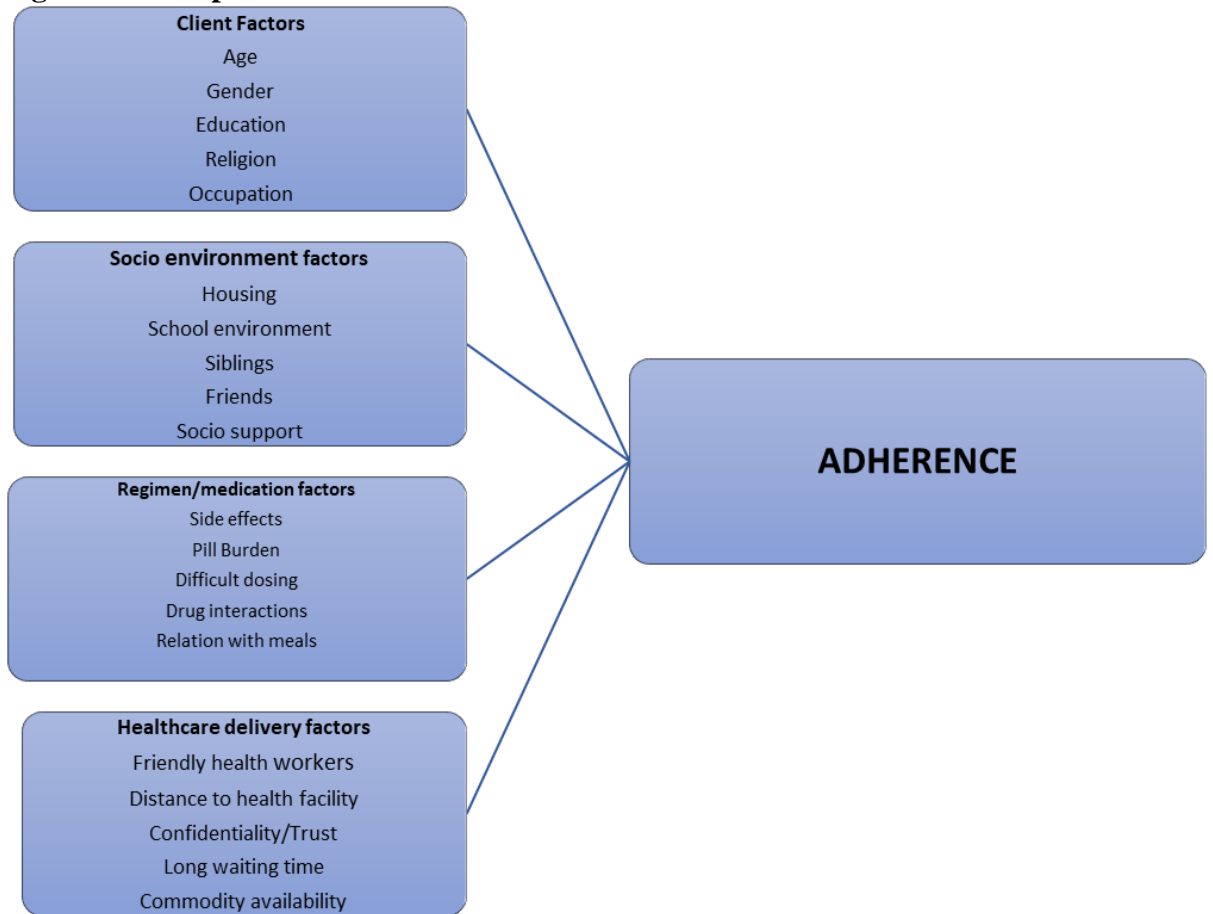 Client Factors
Age
Gender
Education
Religion
Occupation
Socio environment factors
Housing
School environment
Siblings
Friends
Socio support
Regimen/medication factors
Side effects
Pill Burden
Difficult dosing
Drug interactions
Relation with meals
Healthcare delivery factors
Friendly health workers
Distance to health facility
Confidentiality/Trust
Long waiting time
Commodity availability
ADHERENCE